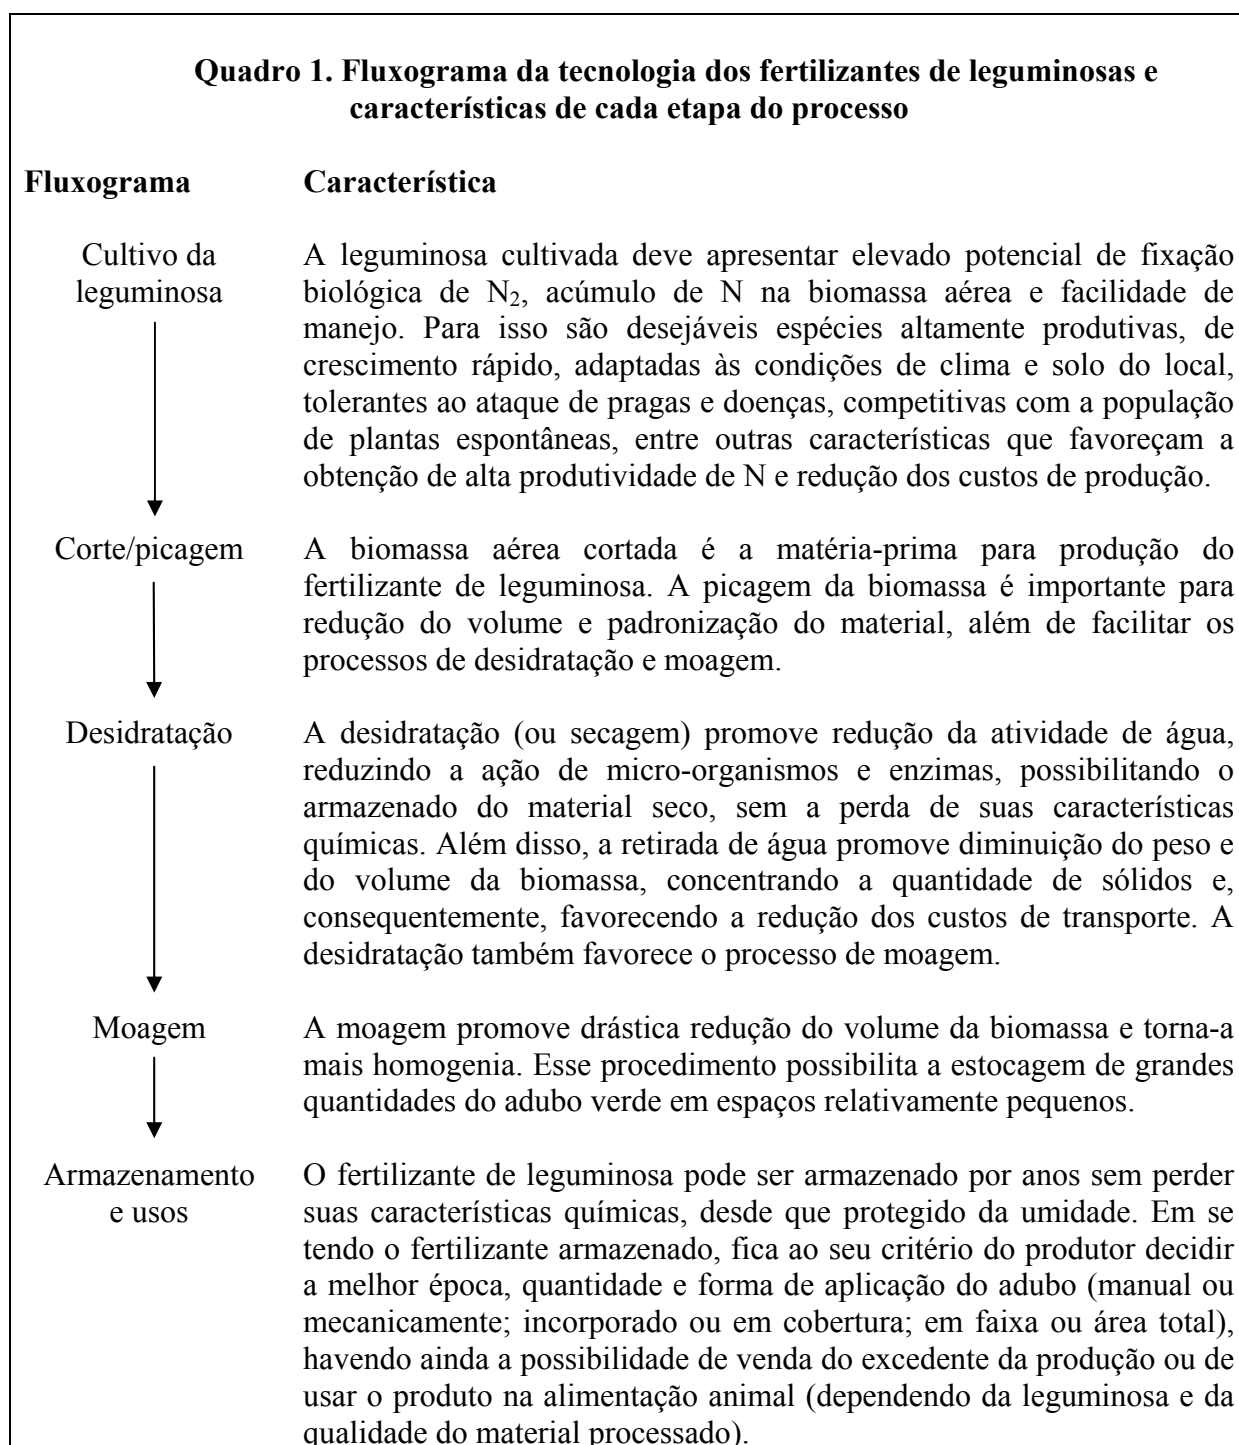 Quadro 1. Fluxograma da tecnologia dos fertilizantes de leguminosas e
características de cada etapa do processo
Fluxograma Característica
Cultivo da
leguminosa
A leguminosa cultivada deve apresentar elevado potencial de fixação
biológica de N₂, acúmulo de N na biomassa aérea e facilidade de
manejo. Para isso são desejáveis espécies altamente produtivas, de
crescimento rápido, adaptadas às condições de clima e solo do local,
tolerantes ao ataque de pragas e doenças, competitivas com a população
de plantas espontâneas, entre outras características que favoreçam a
obtenção de alta produtividade de N e redução dos custos de produção.
Corte/picagem
A biomassa aérea cortada é a matéria-prima para produção do
fertilizante de leguminosa. A picagem da biomassa é importante para
redução do volume e padronização do material, além de facilitar os
processos de desidratação e moagem.
Desidratação
A desidratação (ou secagem) promove redução da atividade de água,
reduzindo a ação de micro-organismos e enzimas, possibilitando o
armazenado do material seco, sem a perda de suas características
químicas. Além disso, a retirada de água promove diminuição do peso e
do volume da biomassa, concentrando a quantidade de sólidos e,
consequentemente, favorecendo a redução dos custos de transporte. A
desidratação também favorece o processo de moagem.
Moagem
A moagem promove drástica redução do volume da biomassa e torna-a
mais homogenia. Esse procedimento possibilita a estocagem de grandes
quantidades do adubo verde em espaços relativamente pequenos.
Armazenamento
e usos
O fertilizante de leguminosa pode ser armazenado por anos sem perder
suas características químicas, desde que protegido da umidade. Em se
tendo o fertilizante armazenado, fica ao seu critério do produtor decidir
a melhor época, quantidade e forma de aplicação do adubo (manual ou
mecanicamente; incorporado ou em cobertura; em faixa ou área total),
havendo ainda a possibilidade de venda do excedente da produção ou de
usar o produto na alimentação animal (dependendo da leguminosa e da
qualidade do material processado).